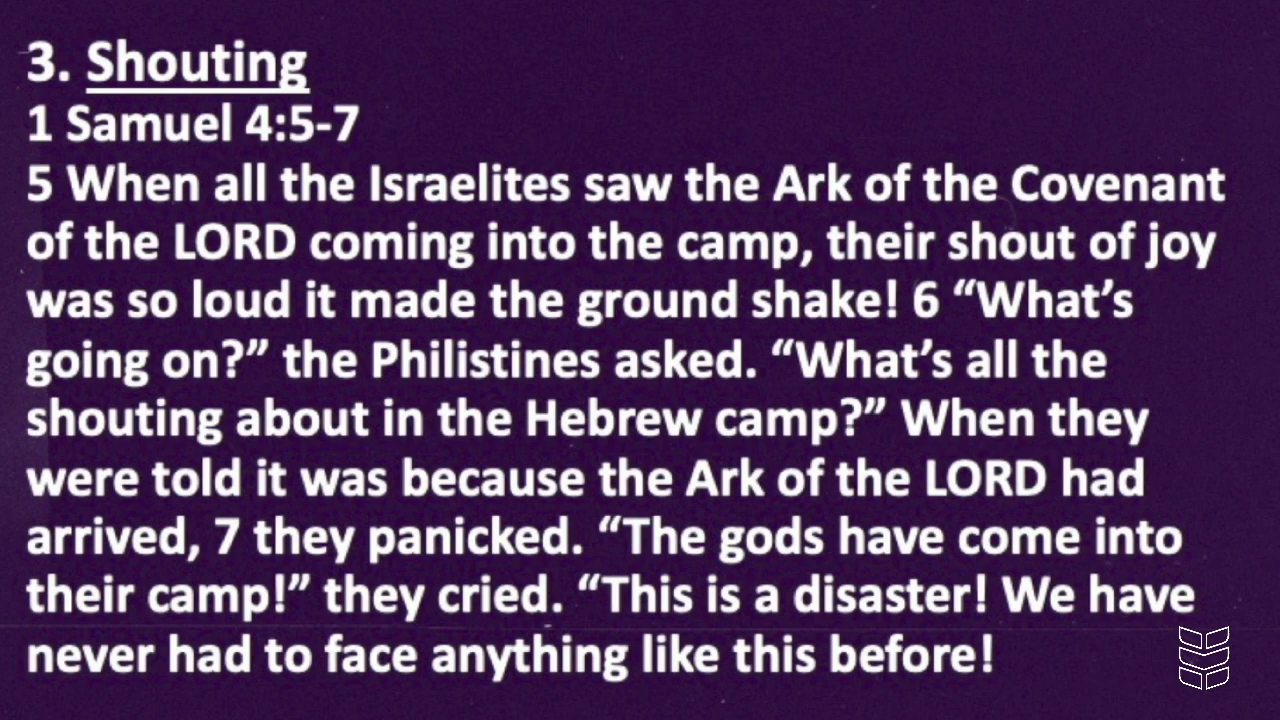 3. Shouting
1 Samuel 4:5-7
5 When all the Israelites saw the Ark of the Covenant
of the LORD coming into the camp, their shout of joy
was so loud it made the ground shake! 6 “What’s
going on?” the Philistines asked. “What’s all the
shouting about in the Hebrew camp?” When they
were told it was because the Ark of the LORD had
arrived, 7 they panicked. “The gods have come into
their camp!” they cried. “This is a disaster! We have
never had to face anything like this before!